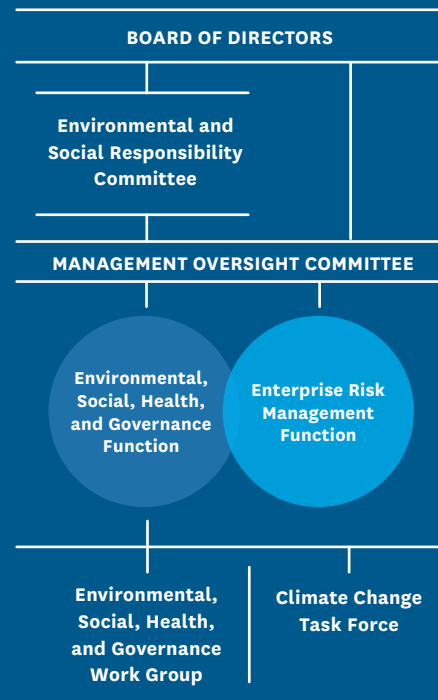 BOARD OF DIRECTORS
Environmental and
Social Responsibility
Committee
MANAGEMENT OVERSIGHT COMMITTEE
Environmental,
Social, Health,
and Governance
Function
Enterprise Risk
Management
Function
Environmental,
Social, Health,
and Governance
Work Group
Climate Change
Task Force